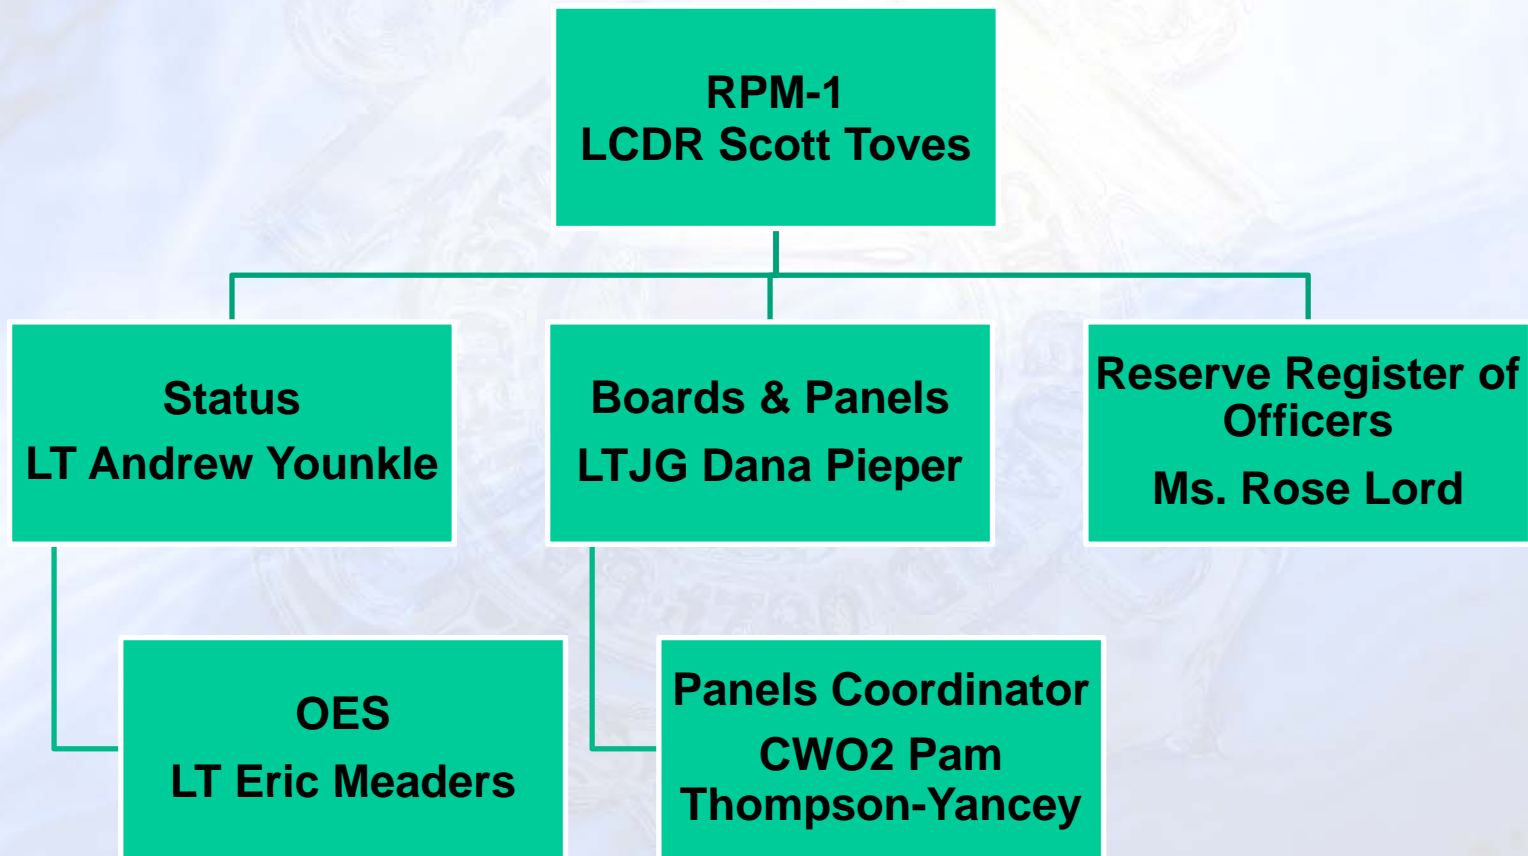 RPM-1
LCDR Scott Toves
Status
LT Andrew Younkle
Boards & Panels
LTJG Dana Pieper
Reserve Register of
Officers
Ms. Rose Lord
OES
LT Eric Meaders
Panels Coordinator
CWO2 Pam
Thompson-Yancey